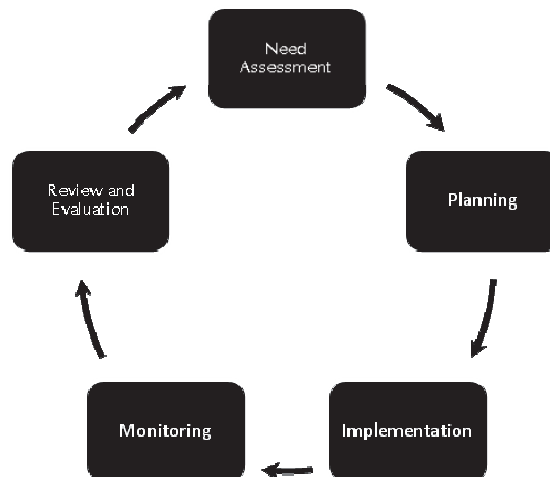 Need
Assessment
Planning
Implementation
Monitoring
Review and
Evaluation